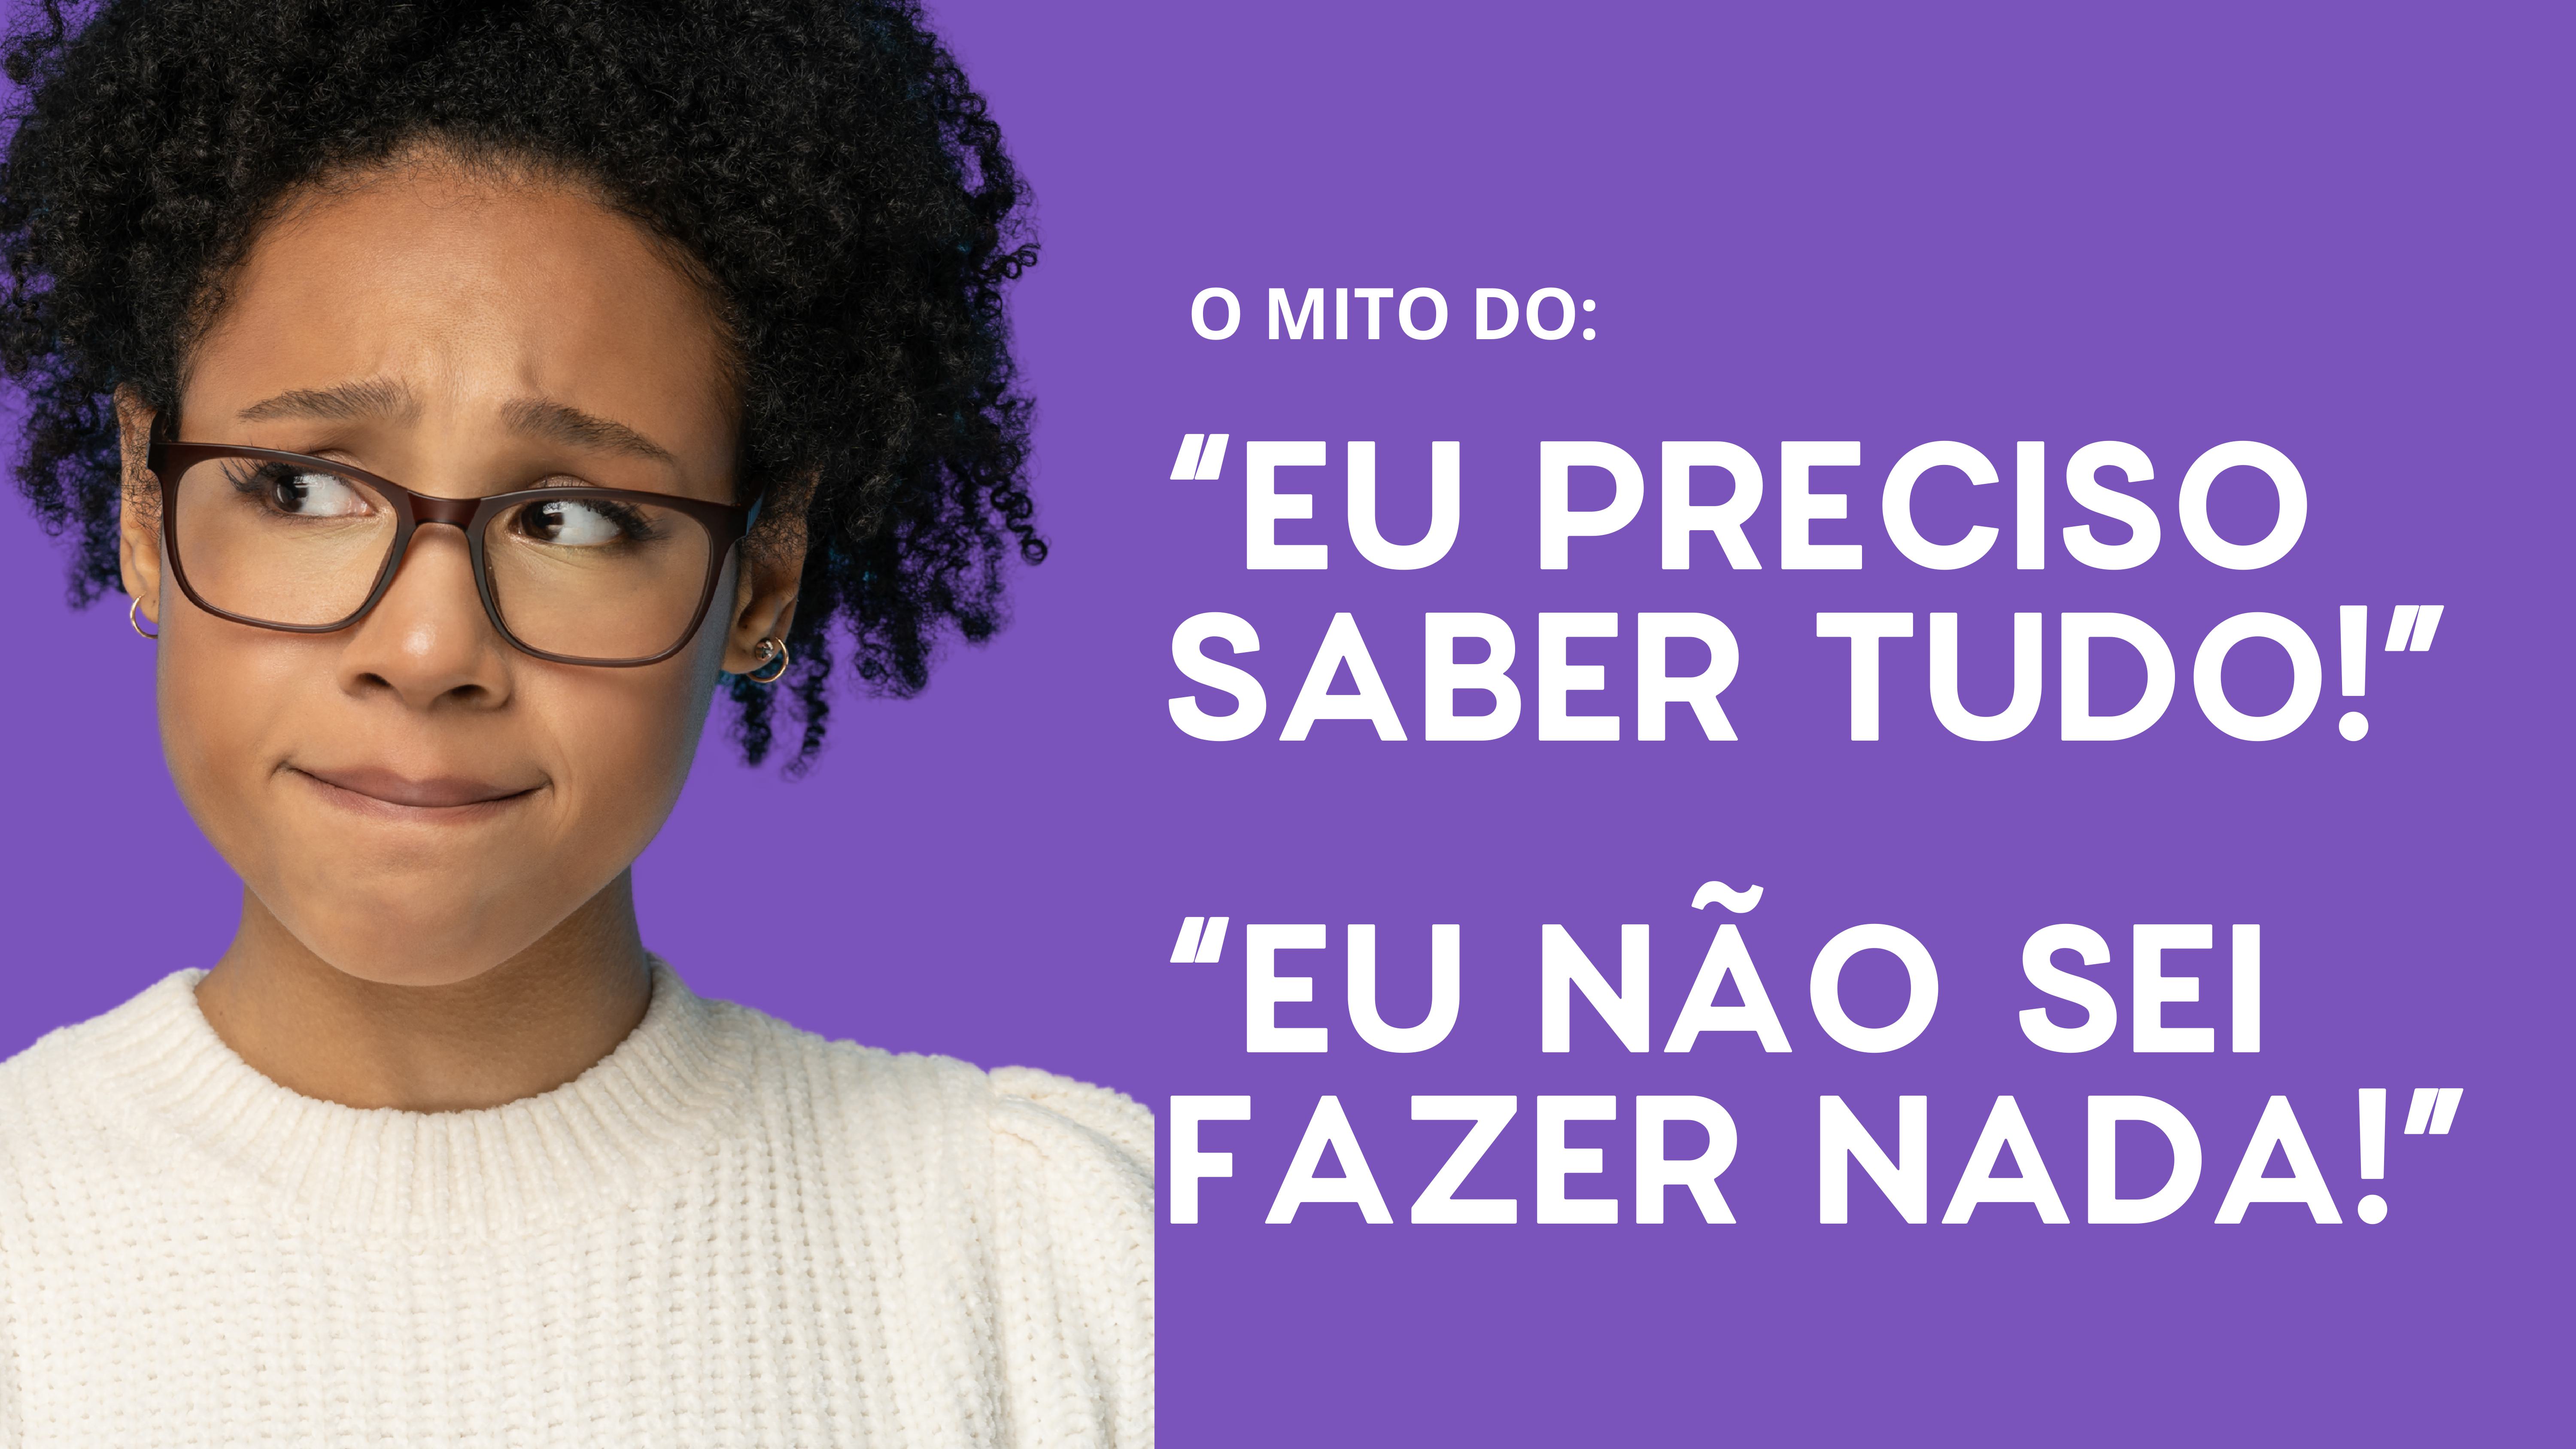 O MITO DO:
“EU PRECISO
SABER TUDO!”
“EU NÃO SEI
FAZER NADA!”